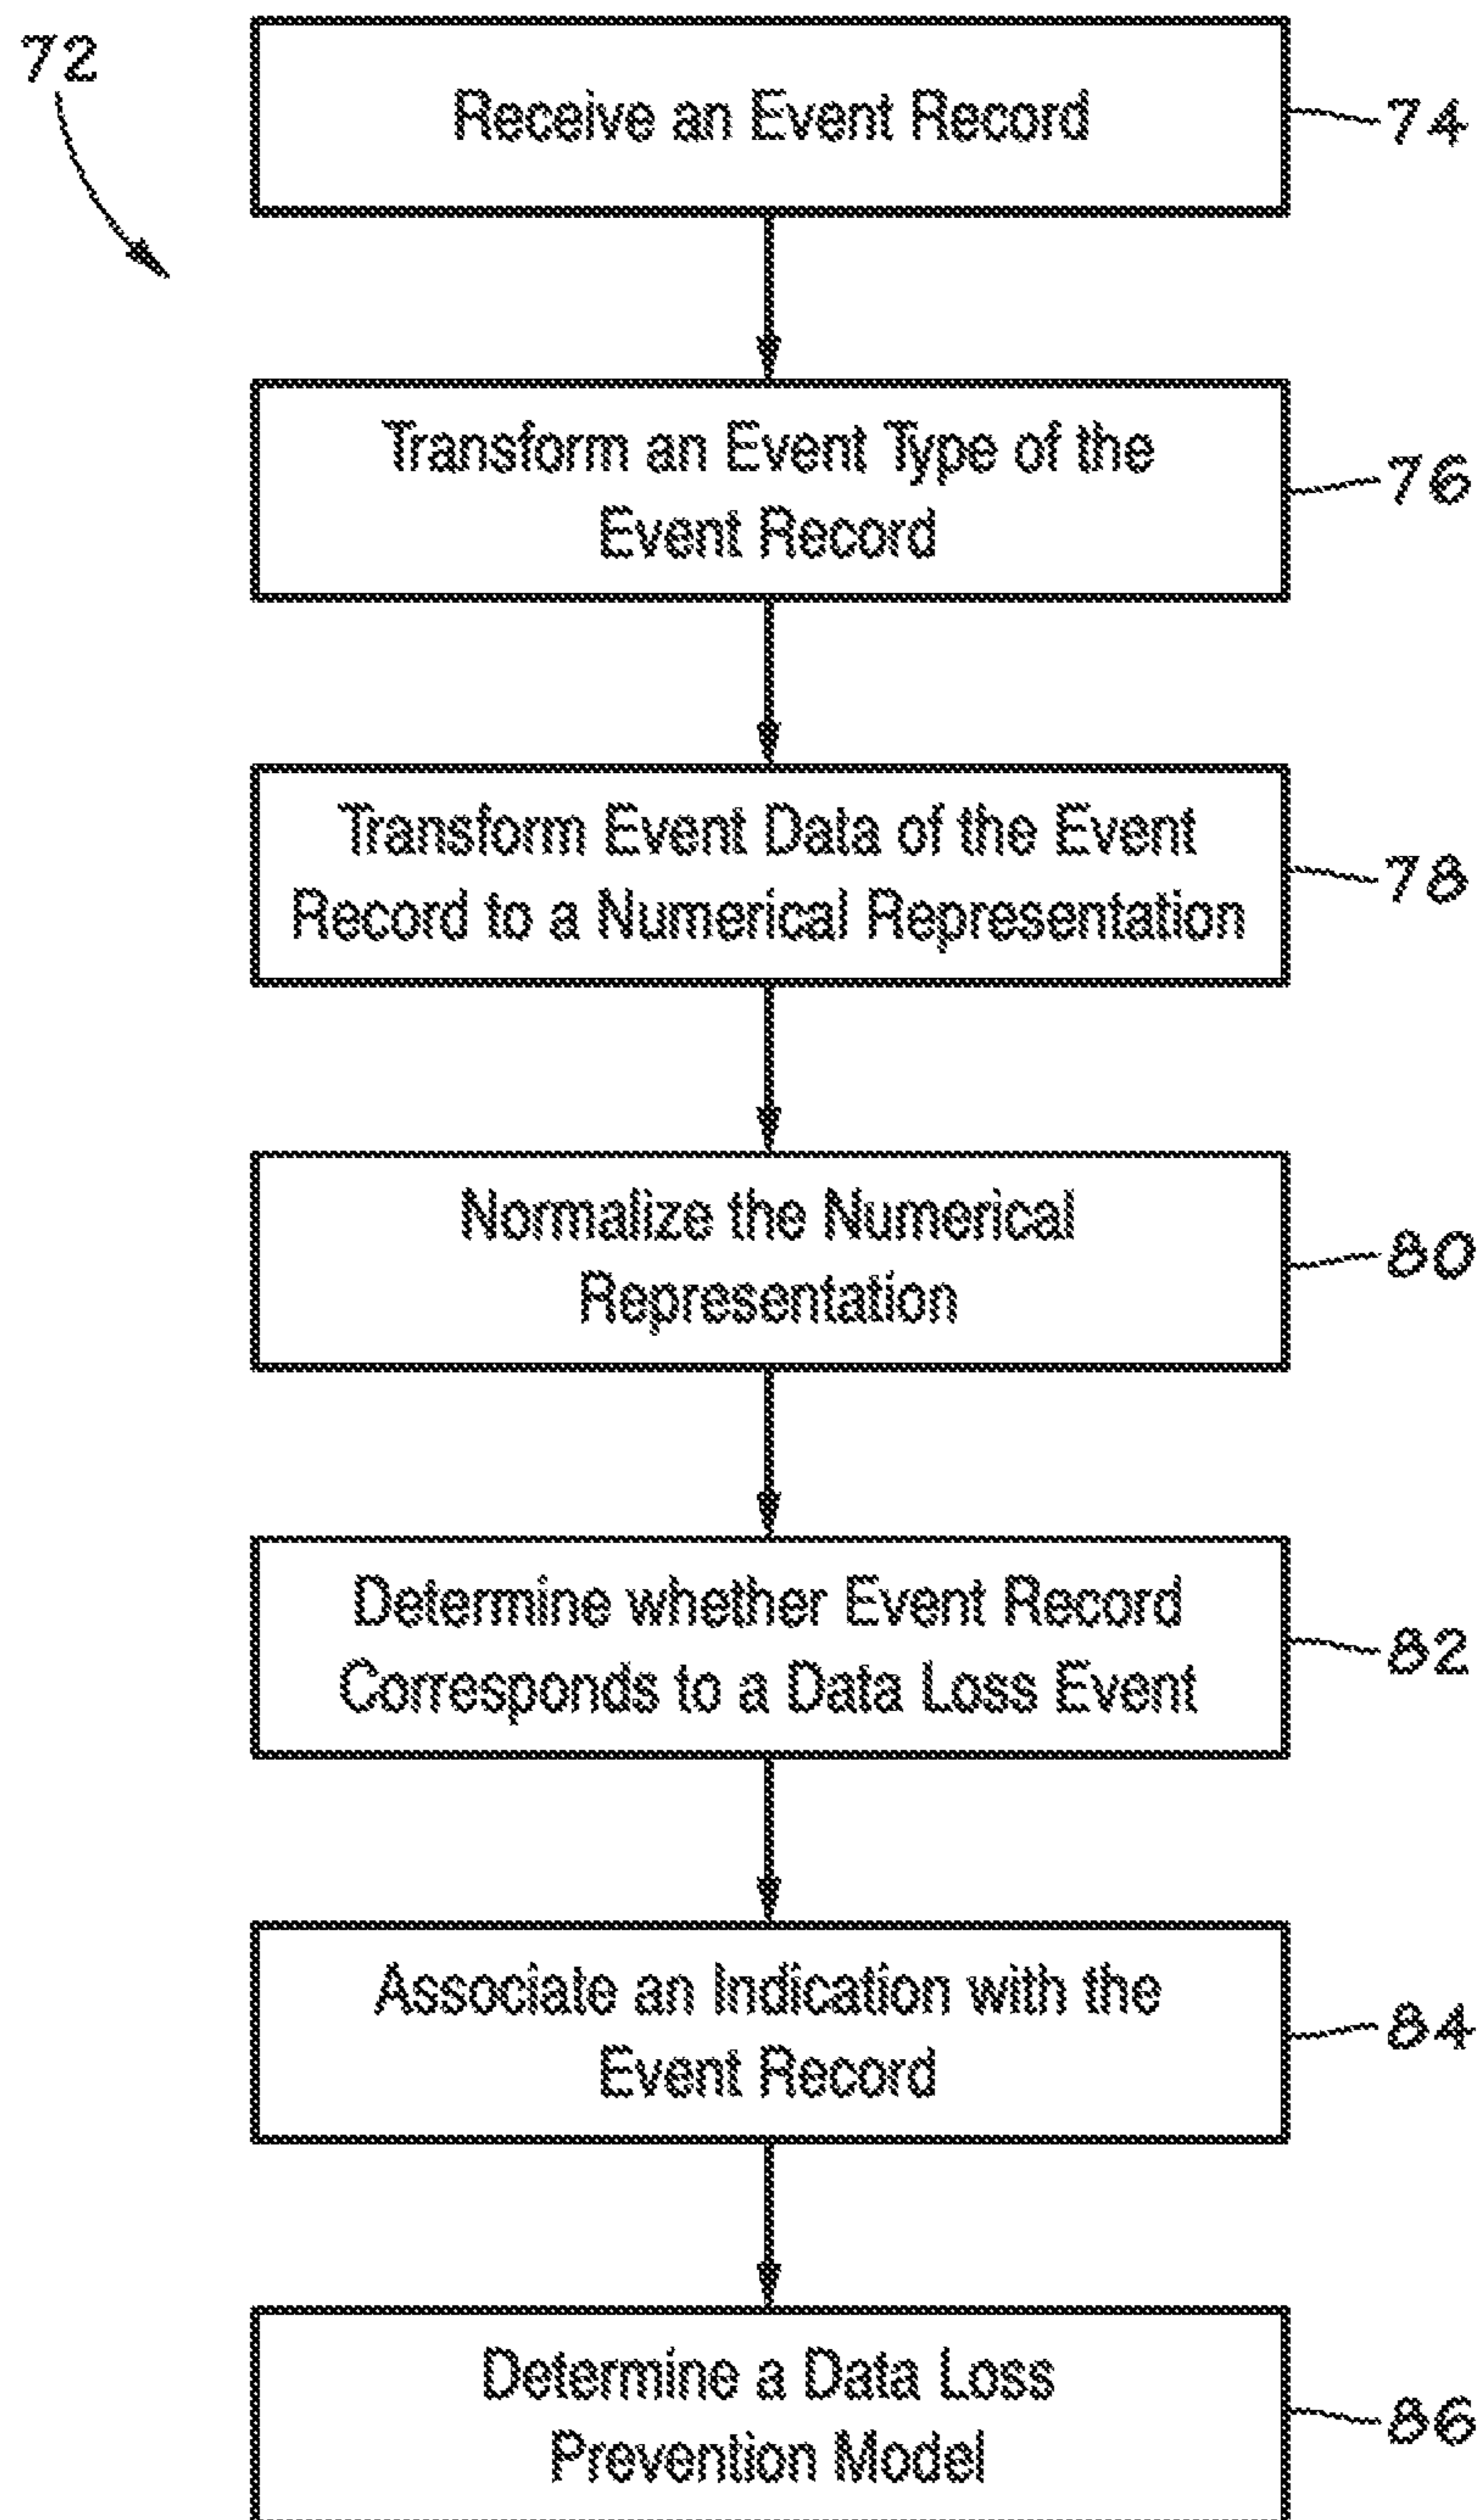 72
Receive an Event Record
74
Transform an Event Type of the
Event Record
76
Transform Event Data of the Event
Record to a Numerical Representation
78
Normalize the Numerical
Representation
80
Determine whether Event Record
Corresponds to a Data Loss Event
82
Associate an Indication with the
Event Record
84
Determine a Data Loss
Prevention Model
86